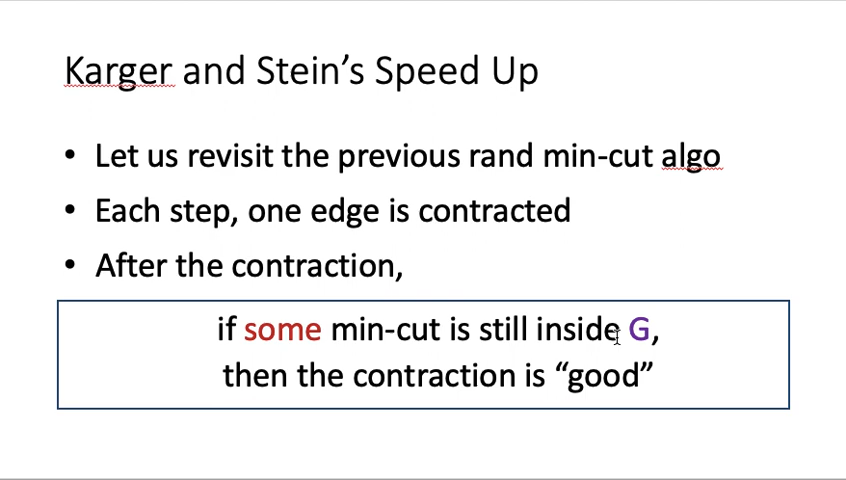 Karger and Stein’s Speed Up
• Let us revisit the previous rand min-cut algo
• Each step, one edge is contracted
• After the contraction,
if some min-cut is still inside G,
then the contraction is “good”